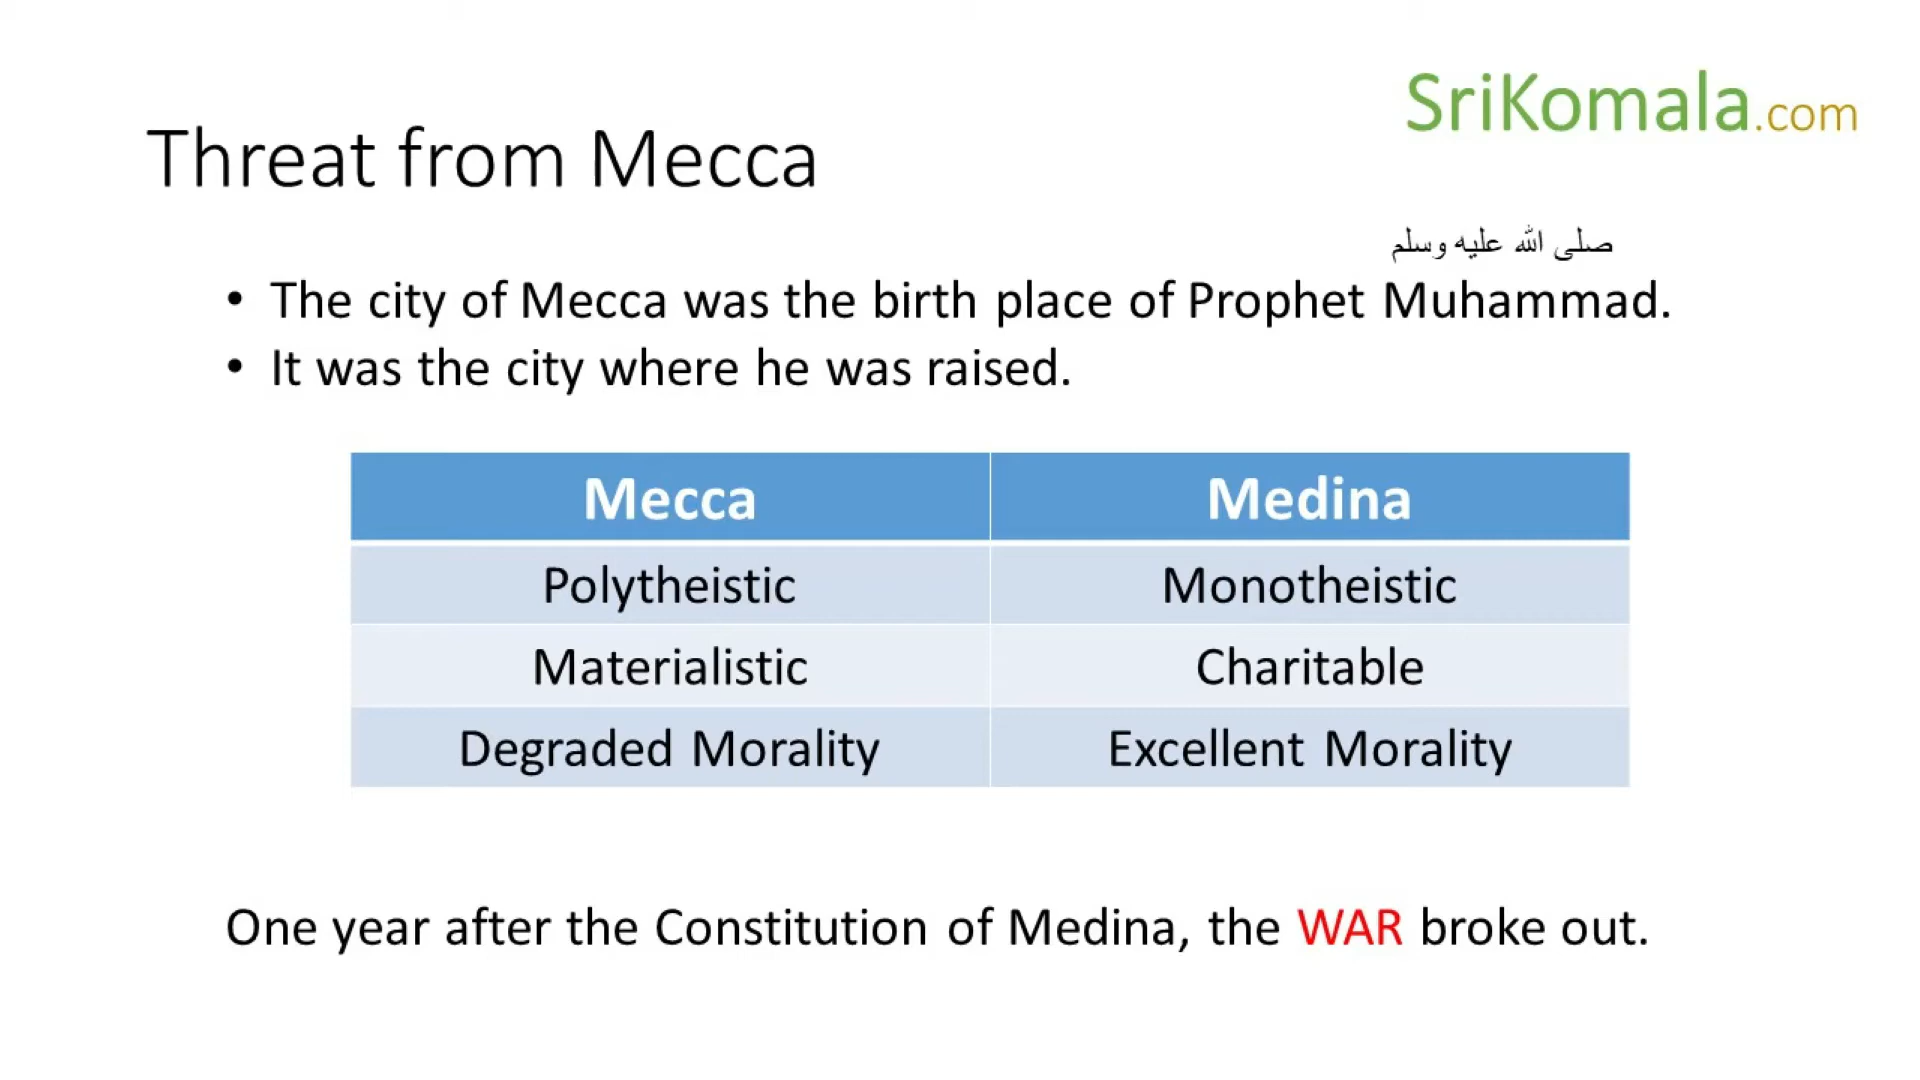 SriKomala.com
Threat from Mecca
صلى الله عليه وسلم
• The city of Mecca was the birth place of Prophet Muhammad.
• It was the city where he was raised.
Mecca Medina
Polytheistic Monotheistic
Materialistic Charitable
Degraded Morality Excellent Morality
One year after the Constitution of Medina, the WAR broke out.